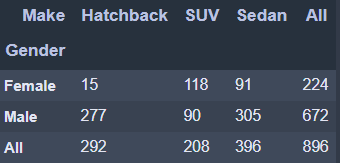 Make Hatchback SUV Sedan All
Gender
Female 15 118 91 224
Male 277 90 305 672
All 292 208 396 896